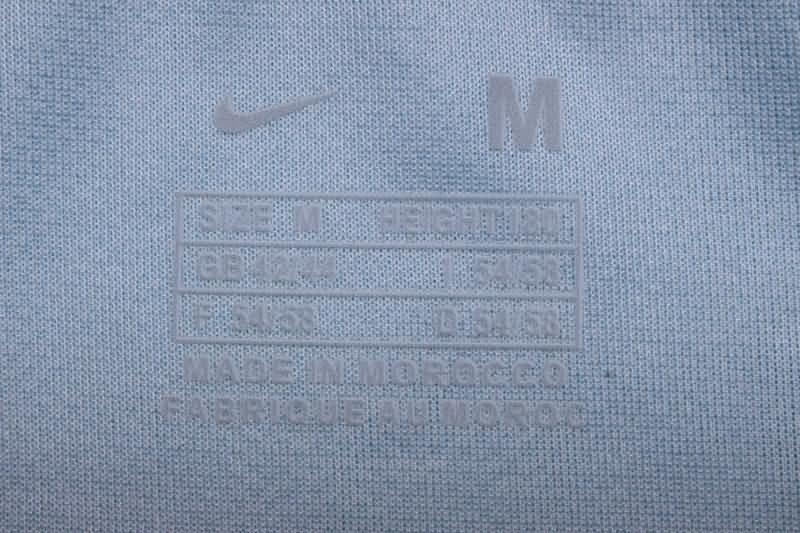 M
SIZE M HEIGHT 180
GB 42/44 I 54/58
F 54/58 D 54/58
MADE IN MOROCCO
FABRIQUE AU MOROC